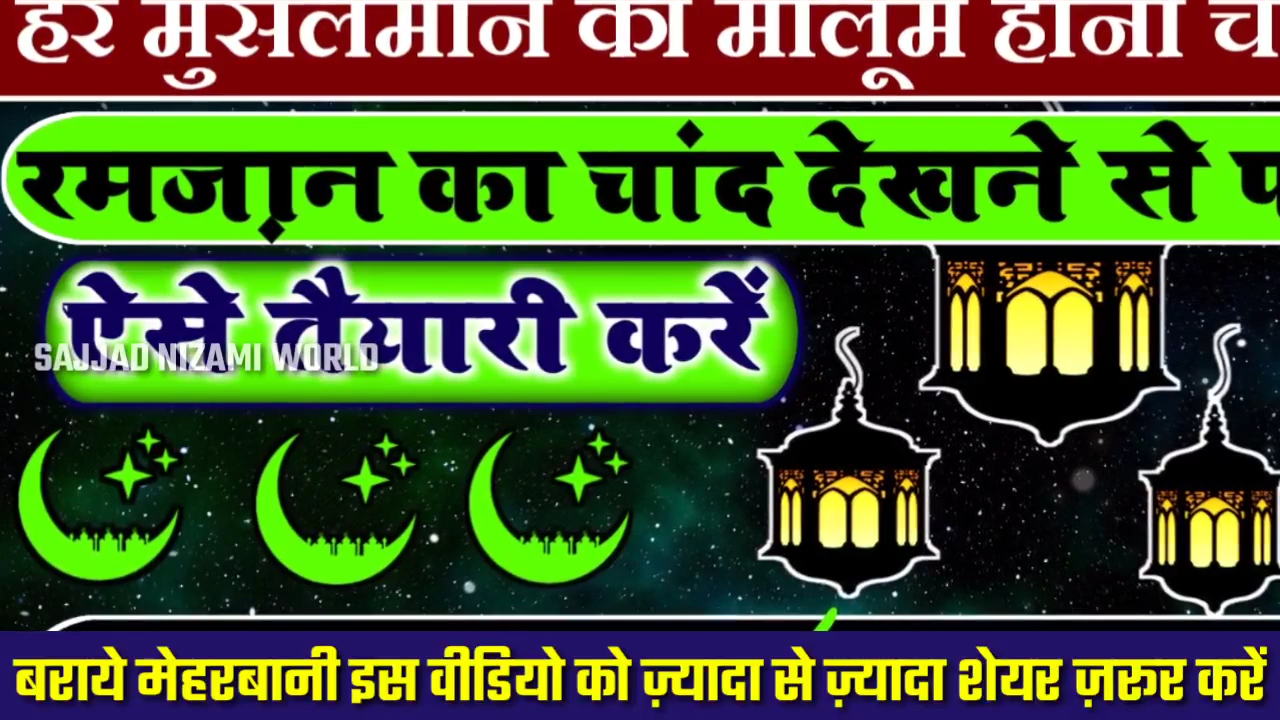 हर मुसलमान को मालूम होना
रमज़ान का चांद देखने से
ऐसे तैयारी करें
SAJJAD NIZAMI WORLD
बराये मेहरबानी इस वीडियो को ज़्यादा से ज़्यादा शेयर ज़रूर करें